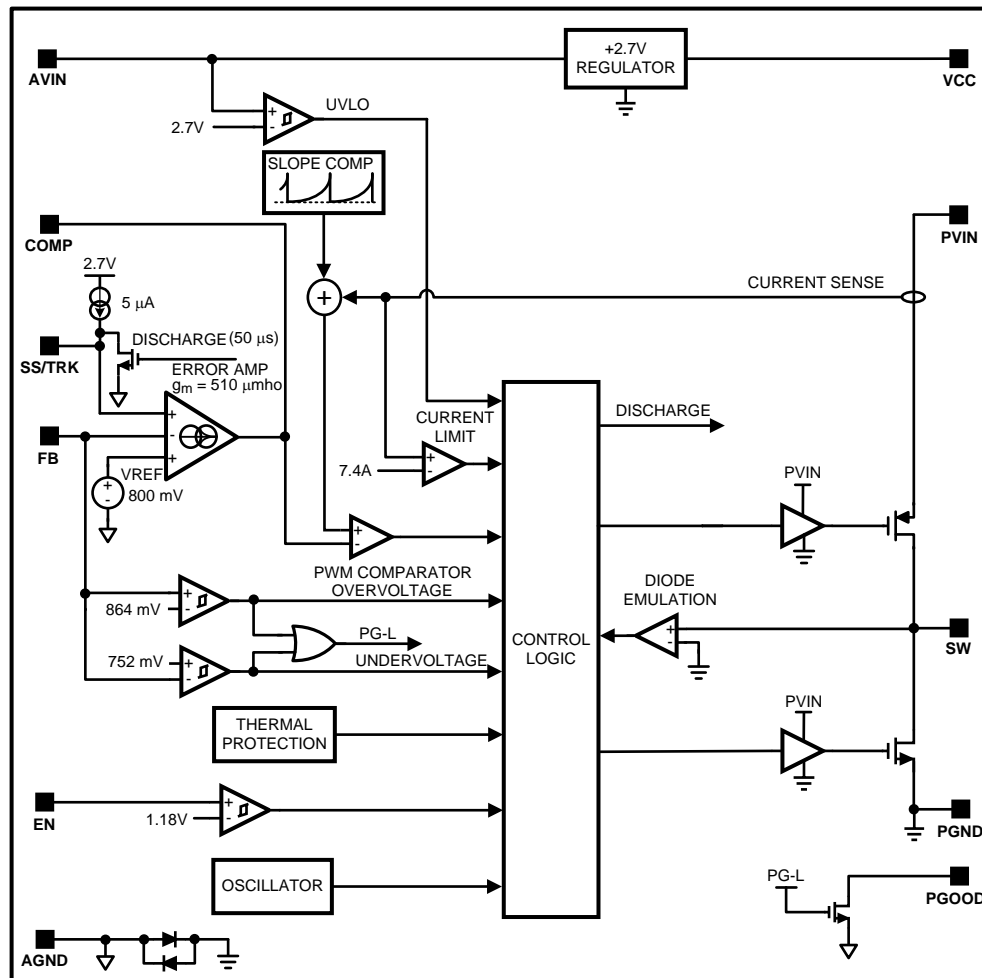 +2.7V
REGULATOR
AVIN
VCC
UVLO
+
-
2.7V
SLOPE COMP
COMP
PVIN
2.7V
5 μA
+
CURRENT SENSE
DISCHARGE (50 μs)
SS/TRK
ERROR AMP
gm = 510 μmho
+
-
+
FB
VREF
+
-
800 mV
CURRENT
LIMIT
+
-
7.4A
DISCHARGE
PVIN
+
-
PWM COMPARATOR
OVERVOLTAGE
+
-
864 mV
PG-L
752 mV
+
-
UNDERVOLTAGE
CONTROL
LOGIC
DIODE
EMULATION
+
-
SW
THERMAL
PROTECTION
PVIN
EN
+
-
1.18V
PGND
OSCILLATOR
PG-L
PGOOD
AGND